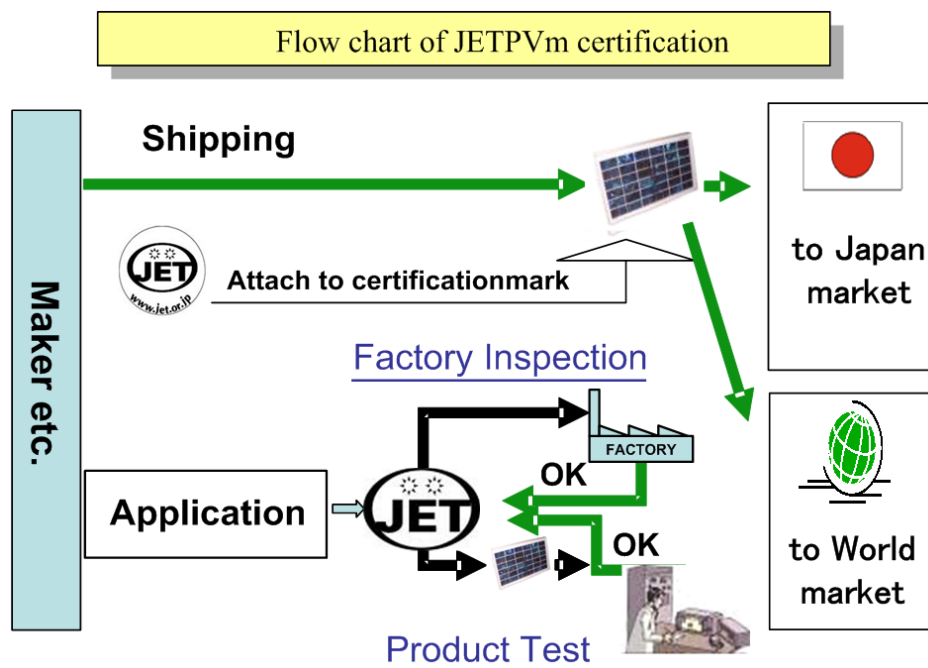 Flow chart of JETPVm certification
Shipping
JET
www.jet.or.jp
Attach to certificationmark
Maker etc.
to Japan
market
Factory Inspection
FACTORY
OK
Application
JET
OK
Product Test
to World
market